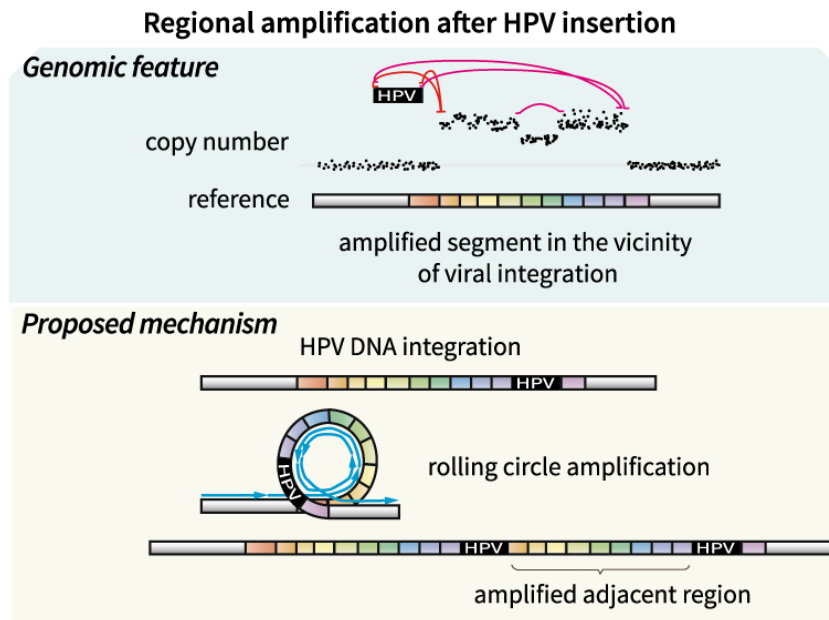 Regional amplification after HPV insertion
Genomic feature
HPV
copy number
reference
amplified segment in the vicinity
of viral integration
Proposed mechanism
HPV DNA integration
HPV
HPV
rolling circle amplification
HPV
HPV
amplified adjacent region